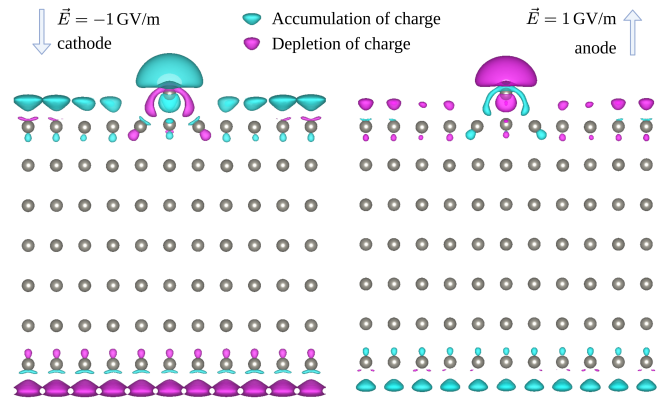 E⃗ = −1 GV/m
cathode
Accumulation of charge
Depletion of charge
E⃗ = 1 GV/m
anode